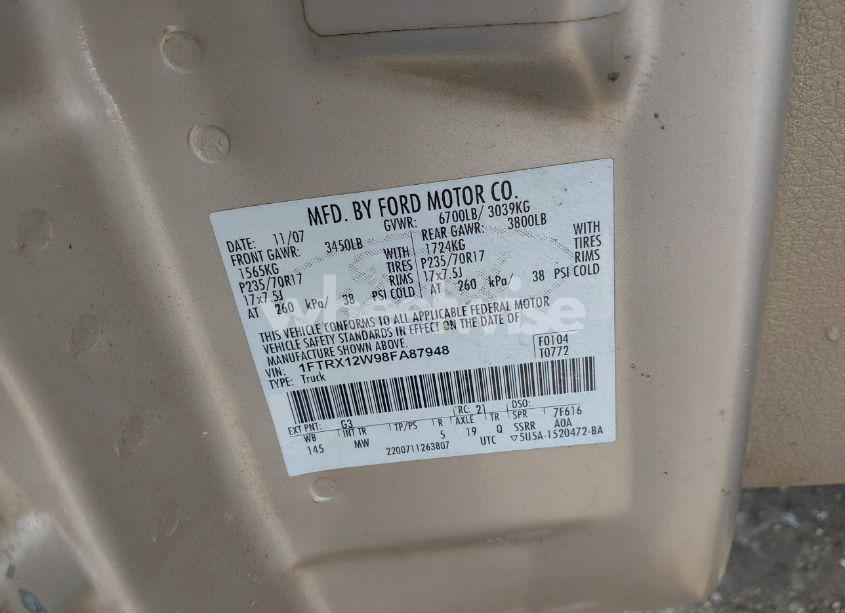 MFD. BY FORD MOTOR CO.
DATE: 11/07 GVWR: 6700LB/ 3039KG
FRONT GAWR: 3450LB REAR GAWR: 3800LB
1565KG WITH 1724KG WITH
P235/70R17 TIRES P235/70R17 TIRES
17x7.5J RIMS 17x7.5J RIMS
AT 260 kPa/ 38 PSI COLD AT 260 kPa/ 38 PSI COLD
wheelwise
THIS VEHICLE CONFORMS TO ALL APPLICABLE FEDERAL MOTOR
VEHICLE SAFETY STANDARDS IN EFFECT ON THE DATE OF
MANUFACTURE SHOWN ABOVE.
VIN: 1FTRX12W98FA87948 F0104
TYPE: Truck T0772
EXT PNT: G3 RC: 21 DSO:
WB INT TR TP/PS R AXLE TR SPR 7F616
145 MW 5 19 Q SSRR A0A
2200711263807 UTC ▽5U5A-1520472-BA